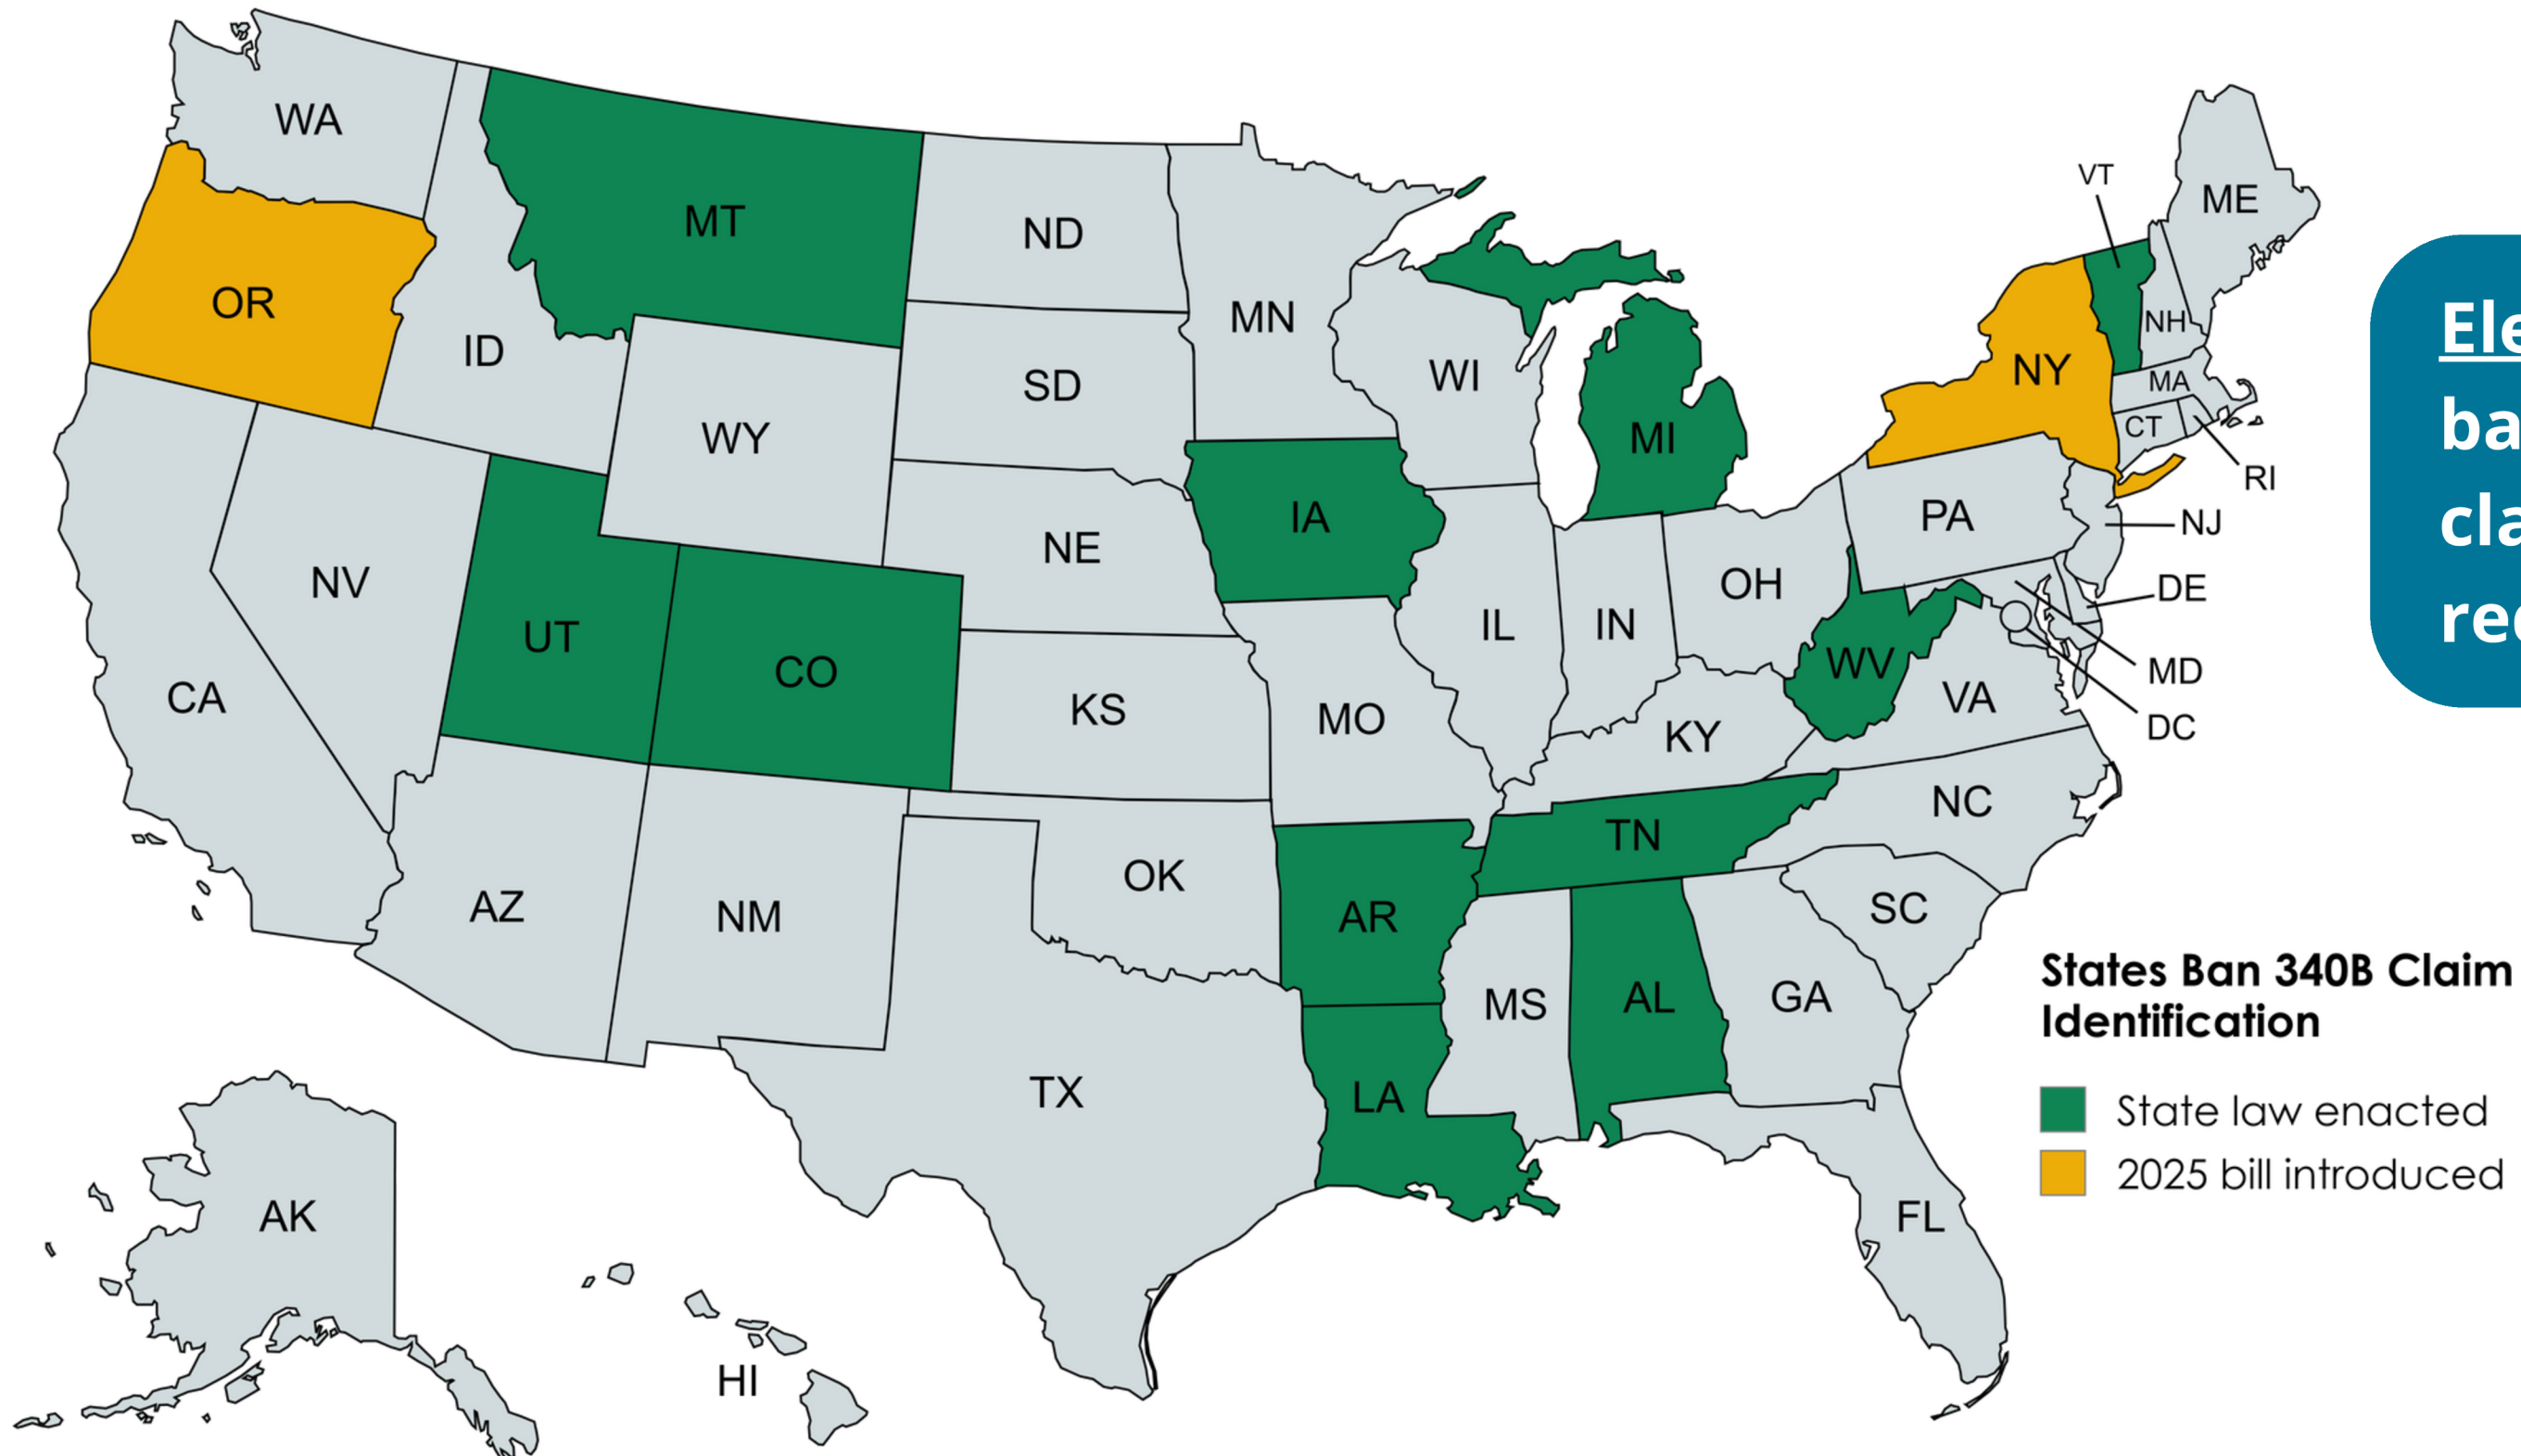 WA
MT
ND
MN
VT
ME
OR
ID
SD
WI
MI
NY
NH
MA
CT
RI
WY
IA
NE
PA
NJ
NV
UT
CO
IL
IN
OH
DE
WV
MD
VA
DC
CA
KS
MO
KY
NC
TN
OK
AR
SC
AZ
NM
MS
AL
GA
TX
LA
AK
HI
FL
Ele
ba
cla
States Ban 340B Claim
Identification
State law enacted
2025 bill introduced